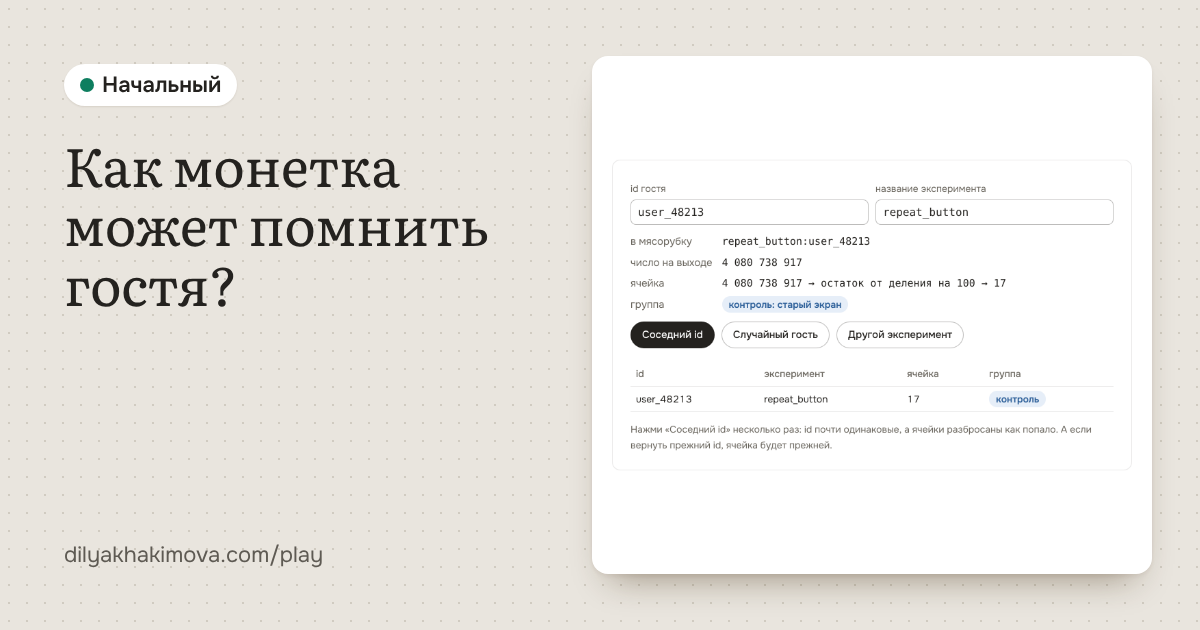 Начальный
Как монетка
может помнить
гостя?
dilyakhakimova.com/play
id гостя
название эксперимента
user_48213
repeat_button
в мясорубку repeat_button:user_48213
число на выходе 4 080 738 917
ячейка 4 080 738 917 → остаток от деления на 100 → 17
группа контроль: старый экран
Соседний id Случайный гость Другой эксперимент
id эксперимент ячейка группа
user_48213 repeat_button 17 контроль
Нажми «Соседний id» несколько раз: id почти одинаковые, а ячейки разбросаны как попало. А если
вернуть прежний id, ячейка будет прежней.